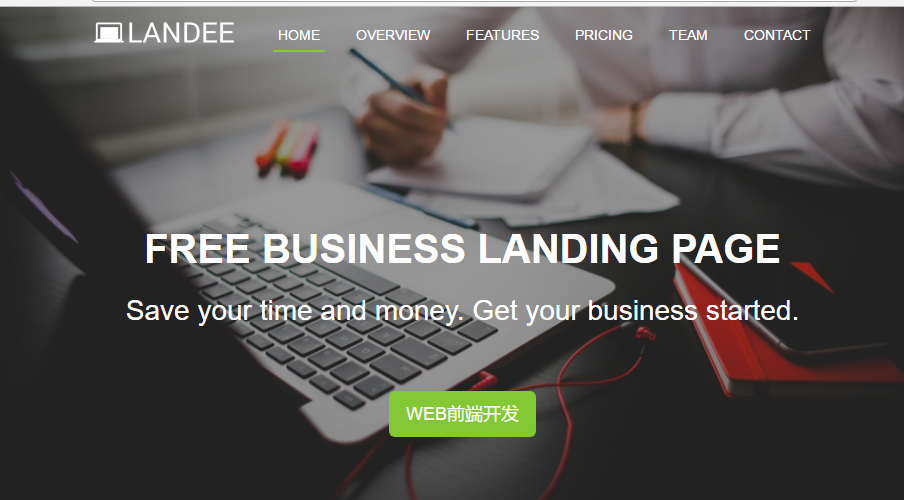 LANDEE HOME OVERVIEW FEATURES PRICING TEAM CONTACT
FREE BUSINESS LANDING PAGE
Save your time and money. Get your business started.
WEB前端开发